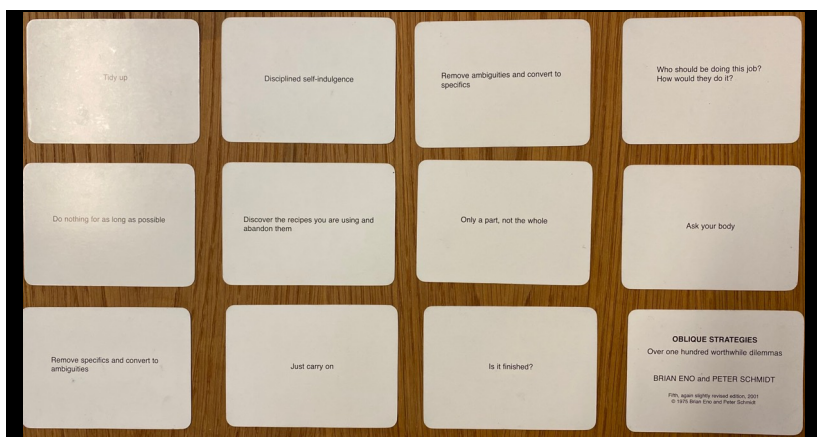 Tidy up
Disciplined self-indulgence
Remove ambiguities and convert to
specifics
Who should be doing this job?
How would they do it?
Do nothing for as long as possible
Discover the recipes you are using and
abandon them
Only a part, not the whole
Ask your body
Remove specifics and convert to
ambiguities
Just carry on
Is it finished?
OBLIQUE STRATEGIES
Over one hundred worthwhile dilemmas
BRIAN ENO and PETER SCHMIDT
Fifth, again slightly revised edition, 2001
© 1975 Brian Eno and Peter Schmidt